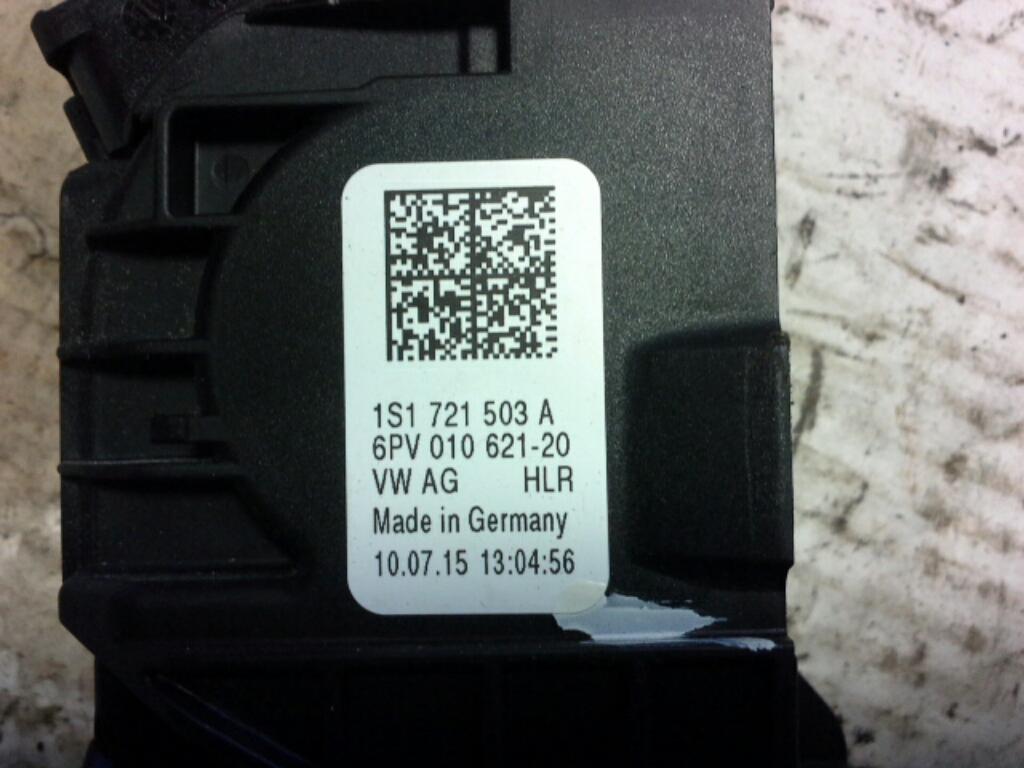 1S1 721 503 A
6PV 010 621-20
VW AG HLR
Made in Germany
10.07.15 13:04:56